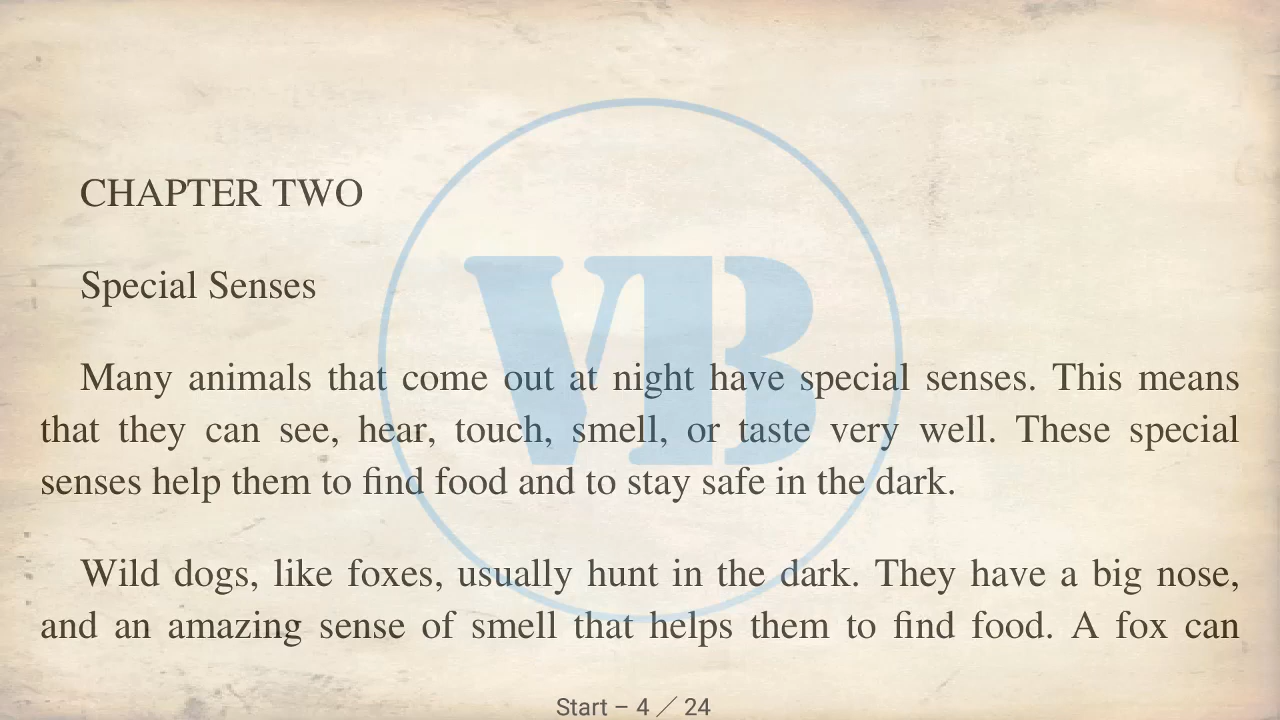 CHAPTER TWO
Special Senses
Many animals that come out at night have special senses. This means
that they can see, hear, touch, smell, or taste very well. These special
senses help them to find food and to stay safe in the dark.
Wild dogs, like foxes, usually hunt in the dark. They have a big nose,
and an amazing sense of smell that helps them to find food. A fox can
VB
Start – 4 ⁄ 24